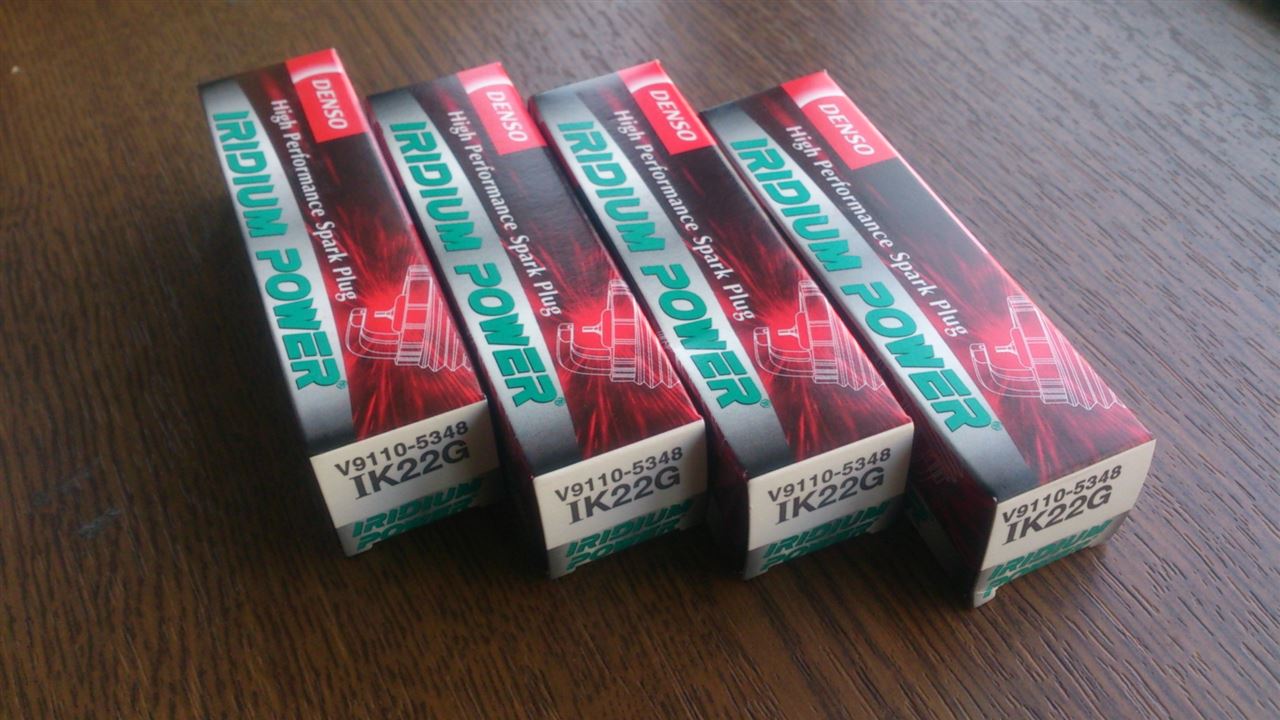 DENSO
High Performance Spark Plug
IRIDIUM POWER®
V9110-5348
IK22G
IRIDIUM
POWER
DENSO
High Performance Spark Plug
IRIDIUM POWER®
V9110-5348
IK22G
IRIDIUM
POWER
DENSO
High Performance Spark Plug
IRIDIUM POWER®
V9110-5348
IK22G
IRIDIUM
POWER
DENSO
High Performance Spark Plug
IRIDIUM POWER®
V9110-5348
IK22G
IRIDIUM
POWER